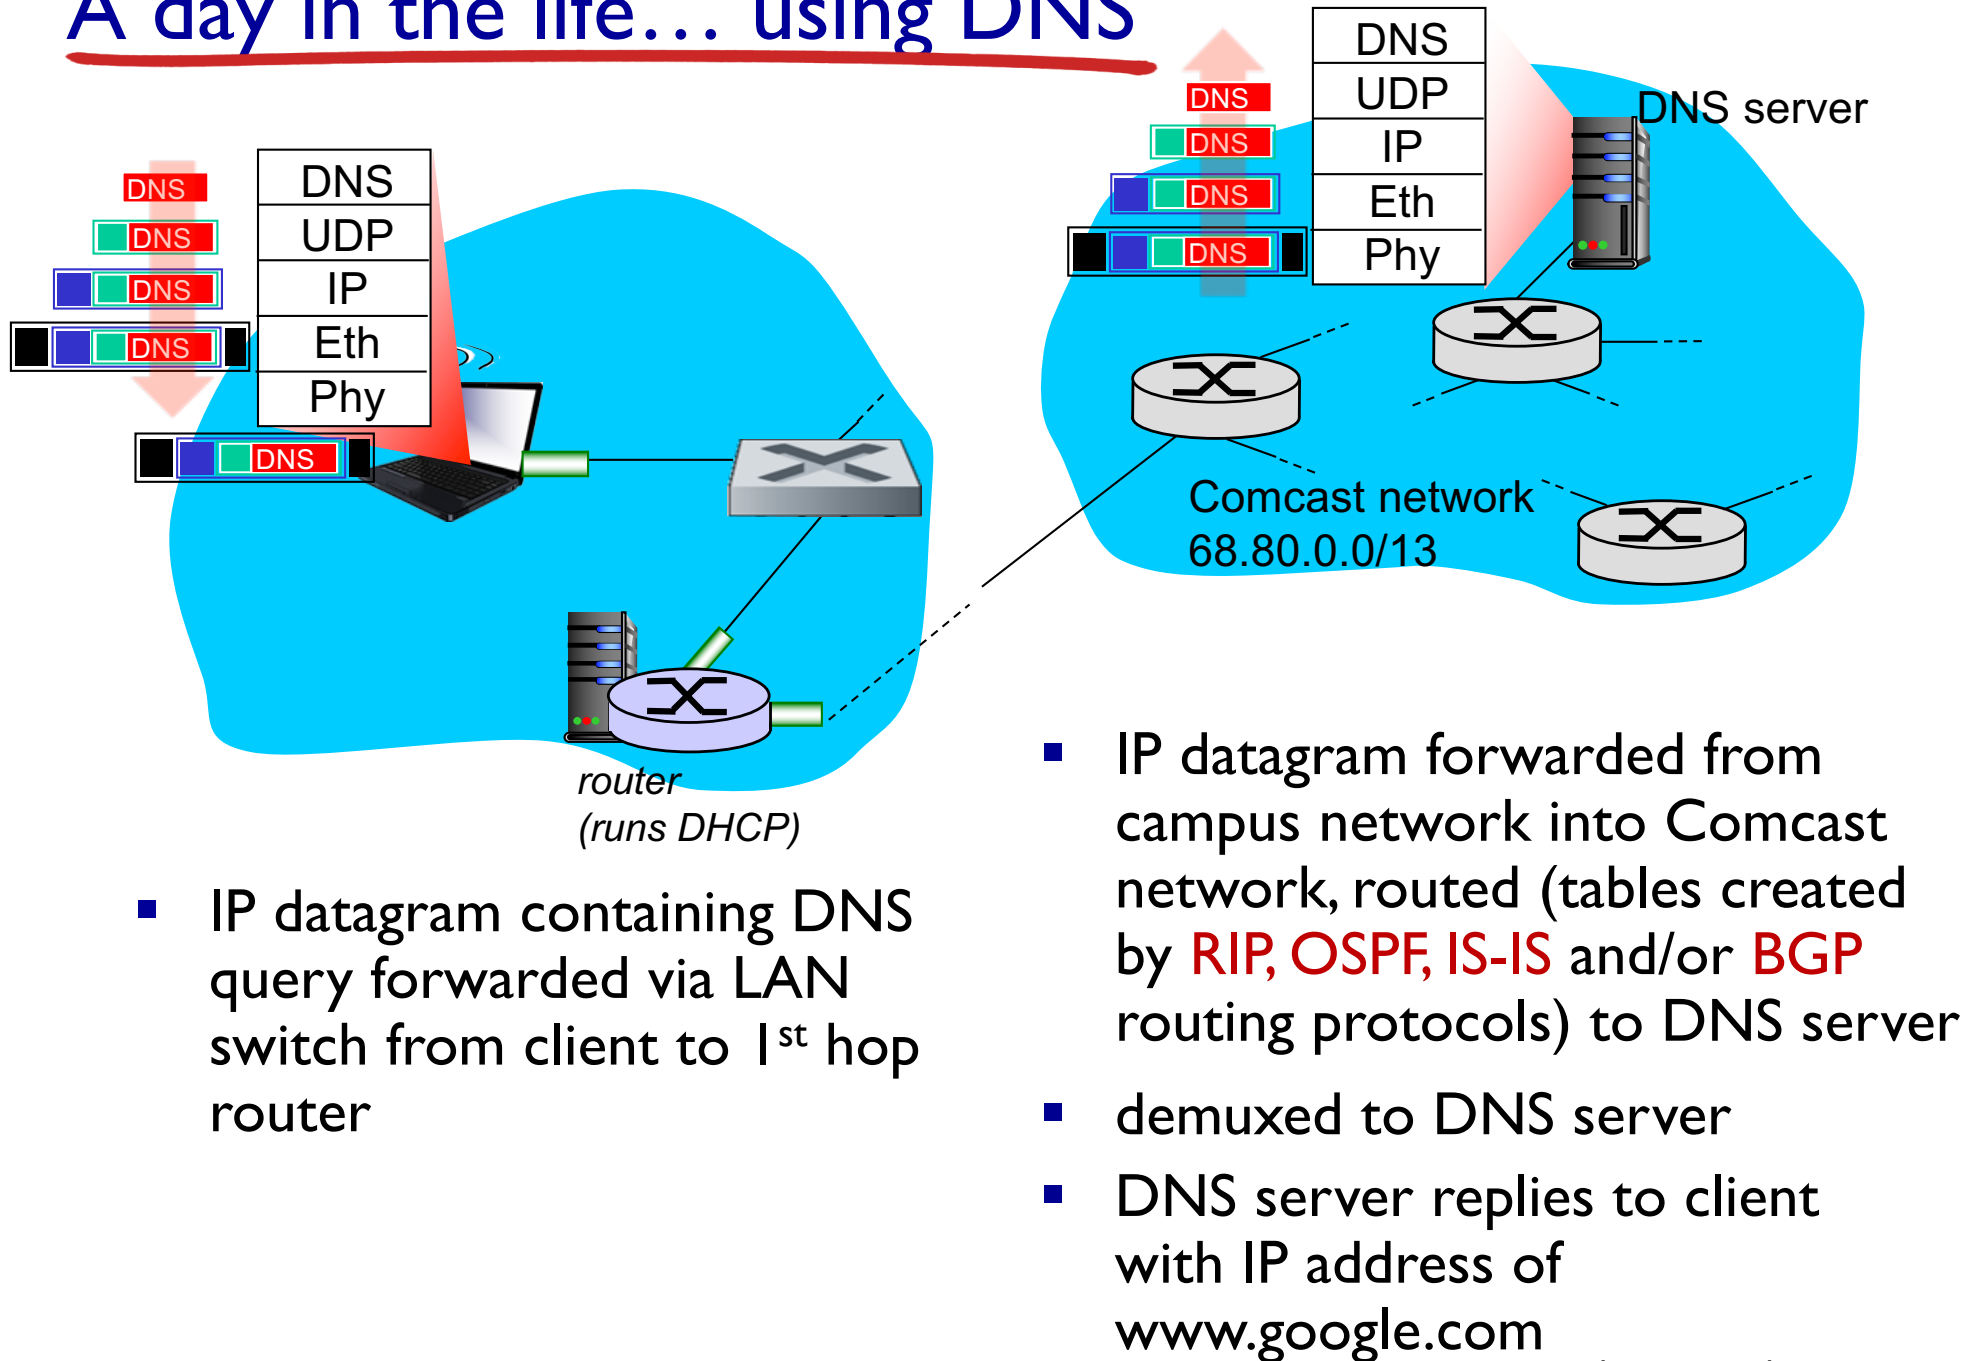 A day in the life… using DNS
DNS
DNS
DNS
DNS
DNS
UDP
IP
Eth
Phy
DNS
DNS
DNS
DNS
DNS
DNS
UDP
IP
Eth
Phy
DNS server
Comcast network
68.80.0.0/13
router
(runs DHCP)
▪ IP datagram containing DNS
query forwarded via LAN
switch from client to 1st hop
router
▪ IP datagram forwarded from
campus network into Comcast
network, routed (tables created
by RIP, OSPF, IS-IS and/or BGP
routing protocols) to DNS server
▪ demuxed to DNS server
▪ DNS server replies to client
with IP address of
www.google.com